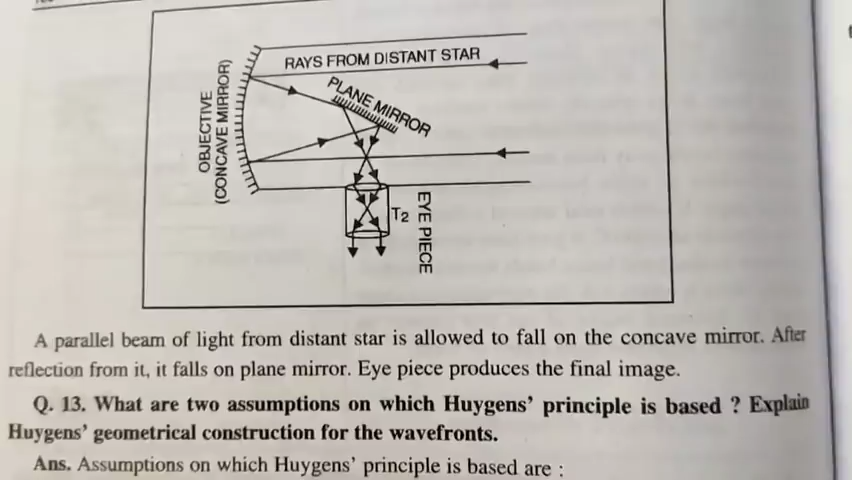 RAYS FROM DISTANT STAR
PLANE MIRROR
OBJECTIVE
(CONCAVE MIRROR)
T2
EYE PIECE
A parallel beam of light from distant star is allowed to fall on the concave mirror. After
reflection from it, it falls on plane mirror. Eye piece produces the final image.
Q. 13. What are two assumptions on which Huygens' principle is based ? Explain
Huygens' geometrical construction for the wavefronts.
Ans. Assumptions on which Huygens' principle is based are :